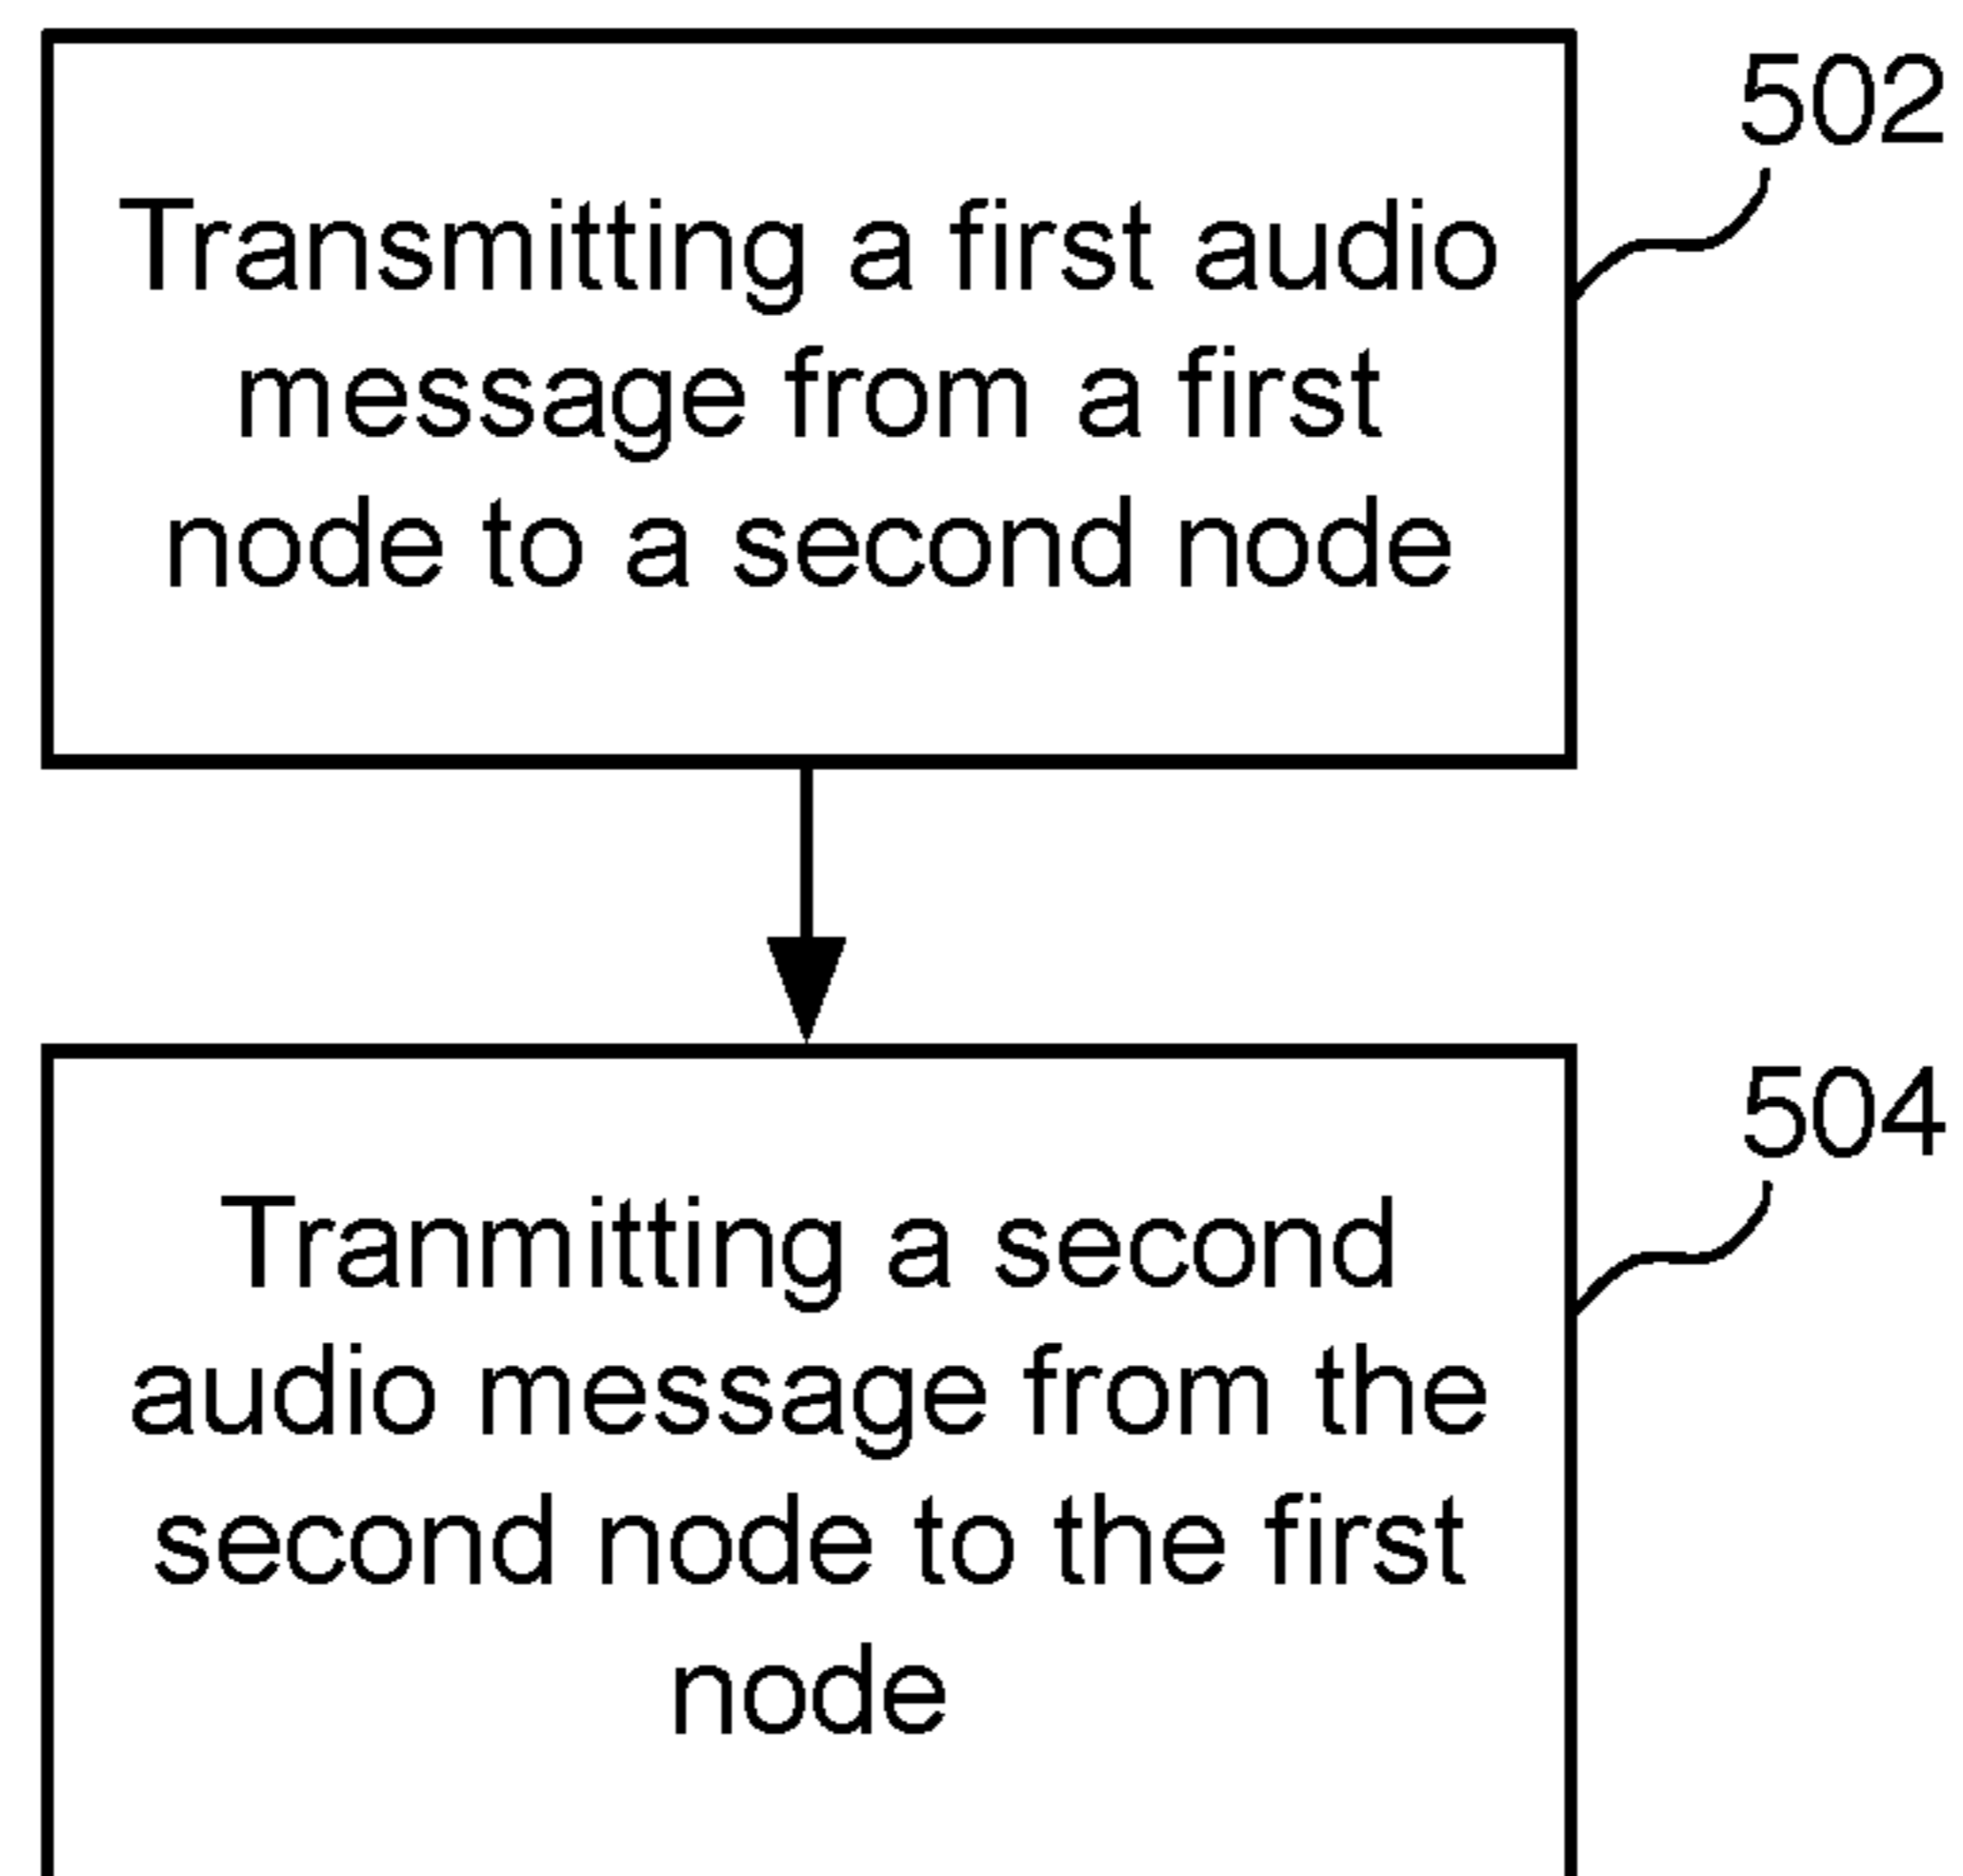 502
Transmitting a first audio
message from a first
node to a second node
504
Tranmitting a second
audio message from the
second node to the first
node